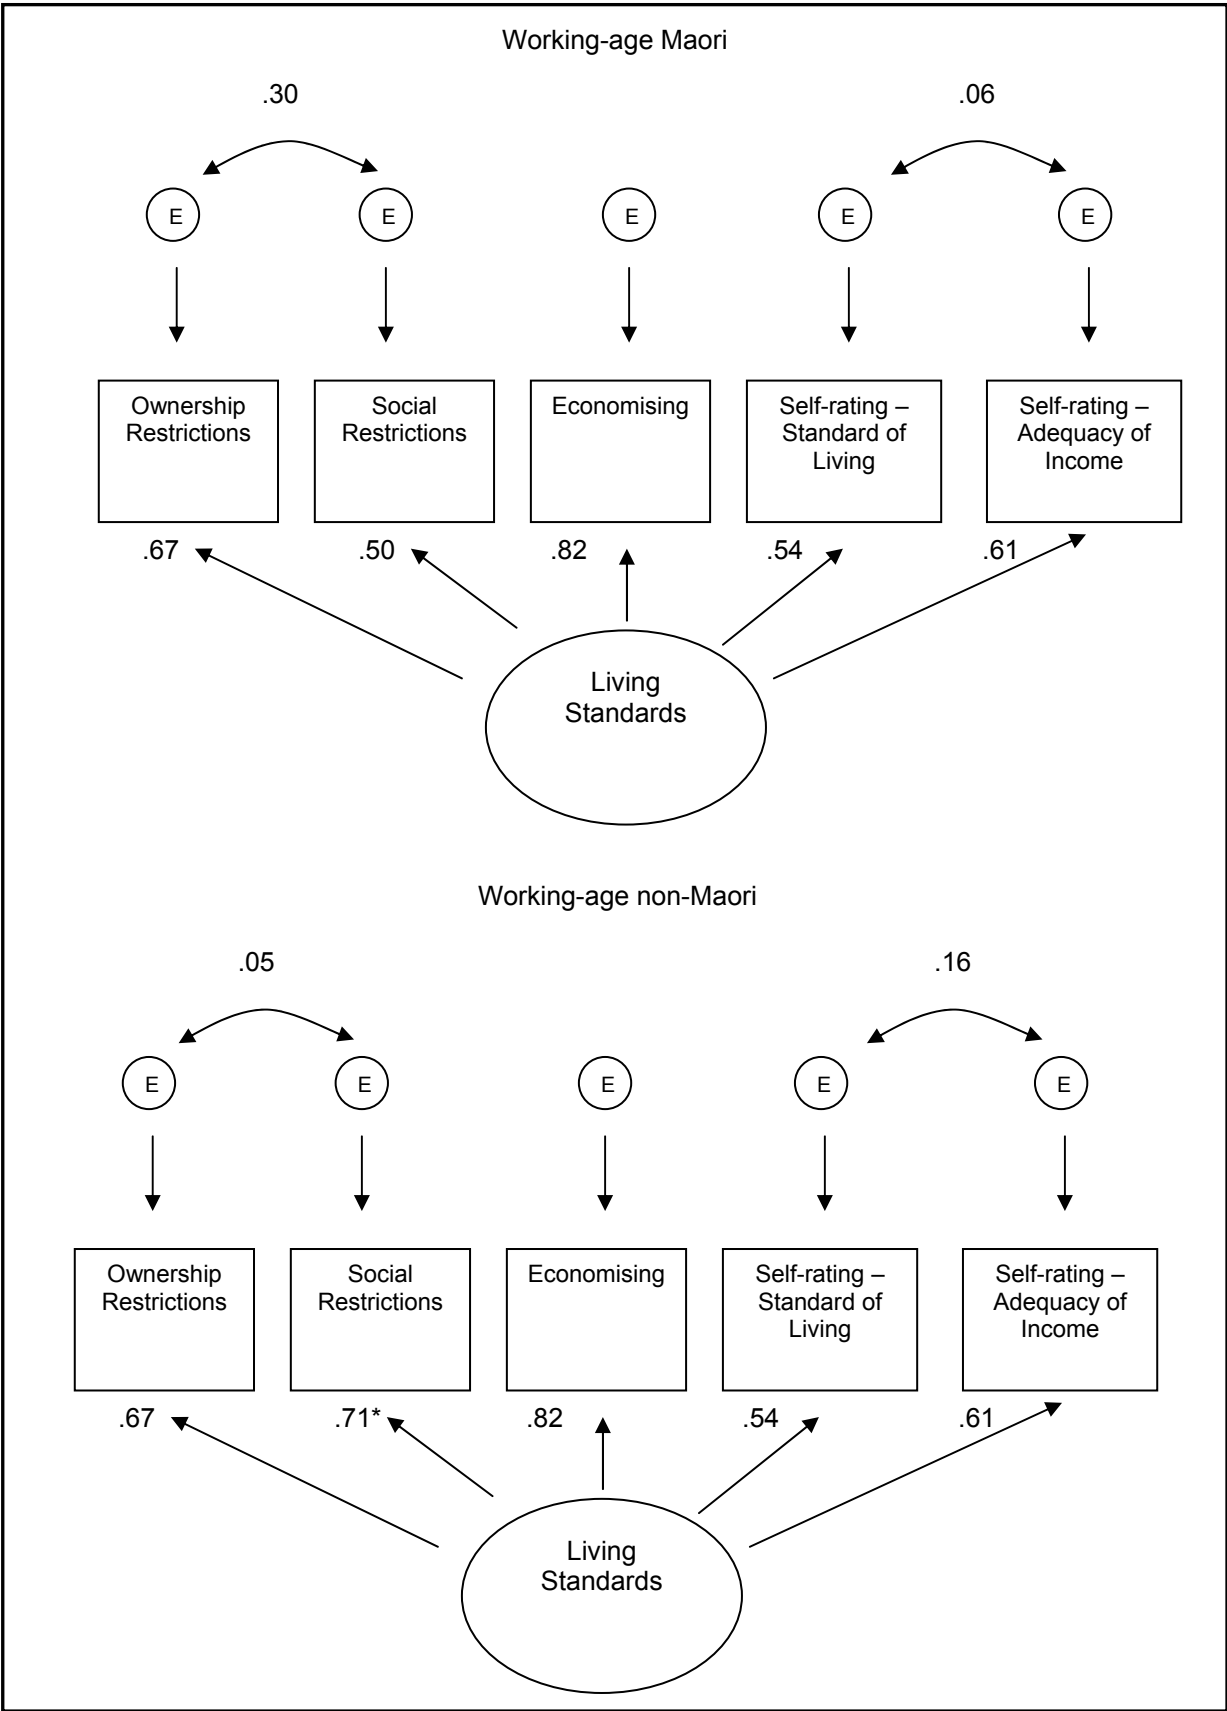 Working-age Maori
.30
.06
E
E
E
E
E
Ownership
Restrictions
Social
Restrictions
Economising
Self-rating –
Standard of
Living
Self-rating –
Adequacy of
Income
.67
.50
.82
.54
.61
Living
Standards
Working-age non-Maori
.05
.16
E
E
E
E
E
Ownership
Restrictions
Social
Restrictions
Economising
Self-rating –
Standard of
Living
Self-rating –
Adequacy of
Income
.67
.71*
.82
.54
.61
Living
Standards